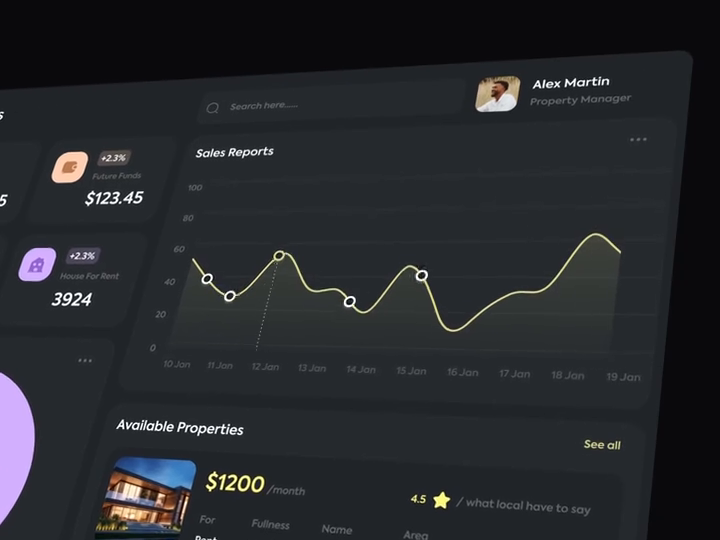 s
Search here......
Alex Martin
Property Manager
5
+2.3%
Future Funds
$123.45
+2.3%
House For Rent
3924
Sales Reports
100
80
60
40
20
0
10 Jan 11 Jan 12 Jan 13 Jan 14 Jan 15 Jan 16 Jan 17 Jan 18 Jan 19 Jan
Available Properties
See all
$1200 /month
4.5 / what local have to say
For Fullness Name Area